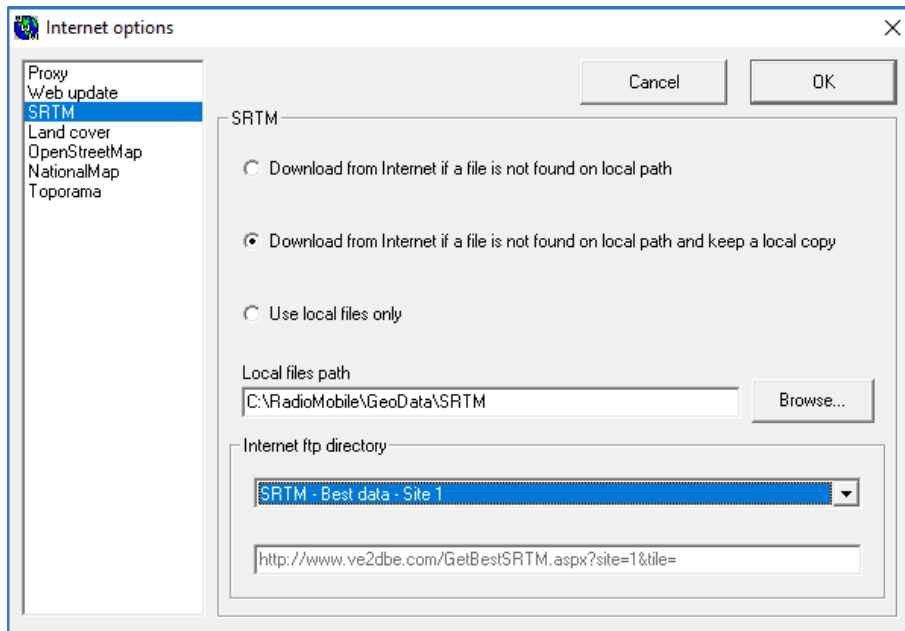 Internet options
Proxy
Web update
SRTM
Land cover
OpenStreetMap
NationalMap
Toporama
Cancel
OK
SRTM
Download from Internet if a file is not found on local path
Download from Internet if a file is not found on local path and keep a local copy
Use local files only
Local files path
C:\RadioMobile\GeoData\SRTM
Browse...
Internet ftp directory
SRTM - Best data - Site 1
http://www.ve2dbe.com/GetBestSRTM.aspx?site=1&tile=